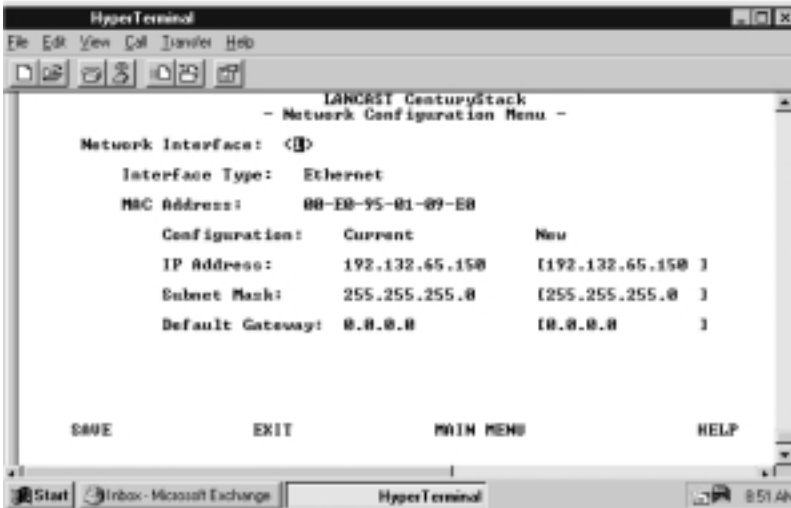 HyperTerminal
File Edit View Call Transfer Help
LANCAST CenturyStack
- Network Configuration Menu -
Network Interface: <1>
Interface Type: Ethernet
MAC Address: 00-E0-95-01-09-E0
Configuration: Current New
IP Address: 192.132.65.150 [192.132.65.150 ]
Subnet Mask: 255.255.255.0 [255.255.255.0 ]
Default Gateway: 0.0.0.0 [0.0.0.0 ]
SAVE EXIT MAIN MENU HELP
Start Inbox - Microsoft Exchange HyperTerminal 8:51 AM